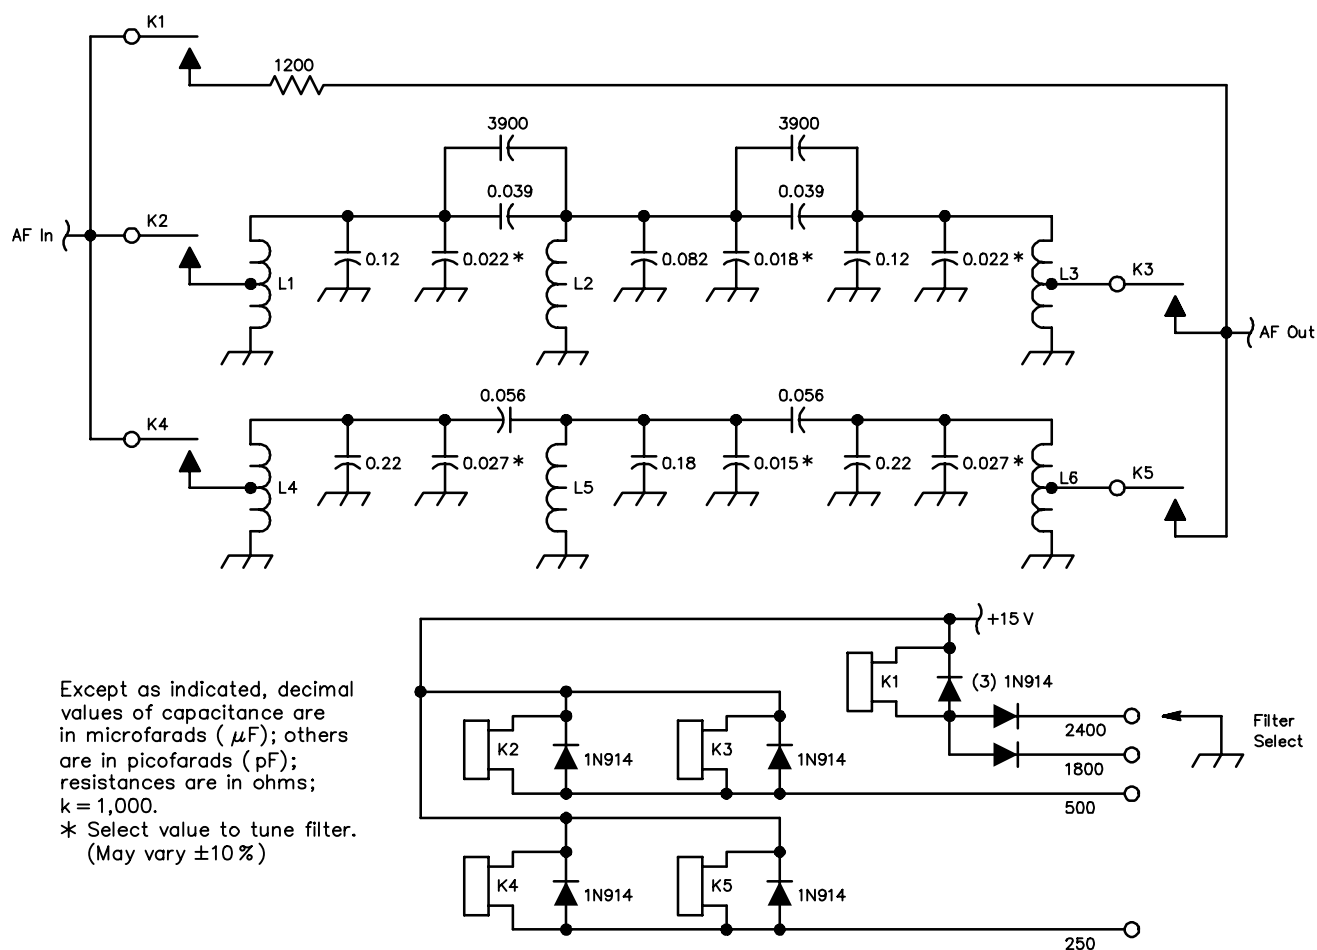 K1
1200
3900
3900
0.039
0.039
AF In
K2
L1
0.12
0.022 *
L2
0.082
0.018 *
0.12
0.022 *
L3
K3
AF Out
K4
0.056
0.056
L4
0.22
0.027 *
L5
0.18
0.015 *
0.22
0.027 *
L6
K5
+15 V
K1
(3) 1N914
2400
Filter
Select
1800
K2
1N914
K3
1N914
500
K4
1N914
K5
1N914
250
Except as indicated, decimal
values of capacitance are
in microfarads ( μF); others
are in picofarads ( pF);
resistances are in ohms;
k = 1,000.
* Select value to tune filter.
(May vary ±10 %)